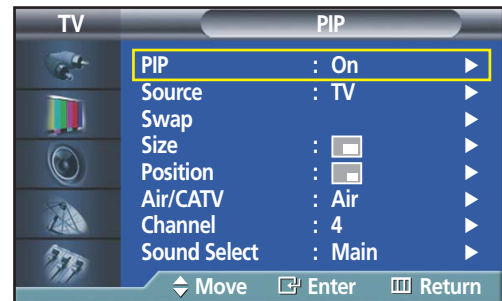 TV PIP
PIP : On
Source : TV
Swap
Size :
Position :
Air/CATV : Air
Channel : 4
Sound Select : Main
Move Enter Return